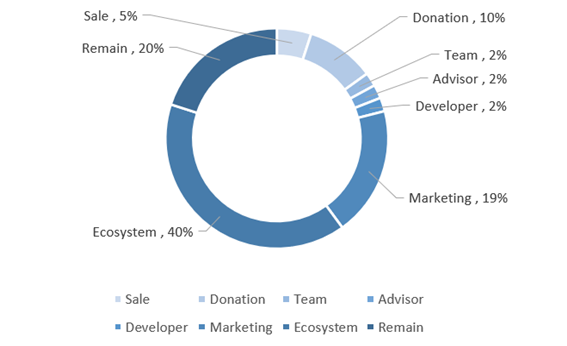 Sale , 5%
Donation , 10%
Remain , 20%
Team , 2%
Advisor , 2%
Developer , 2%
Marketing , 19%
Ecosystem , 40%
Sale Donation Team Advisor
Developer Marketing Ecosystem Remain